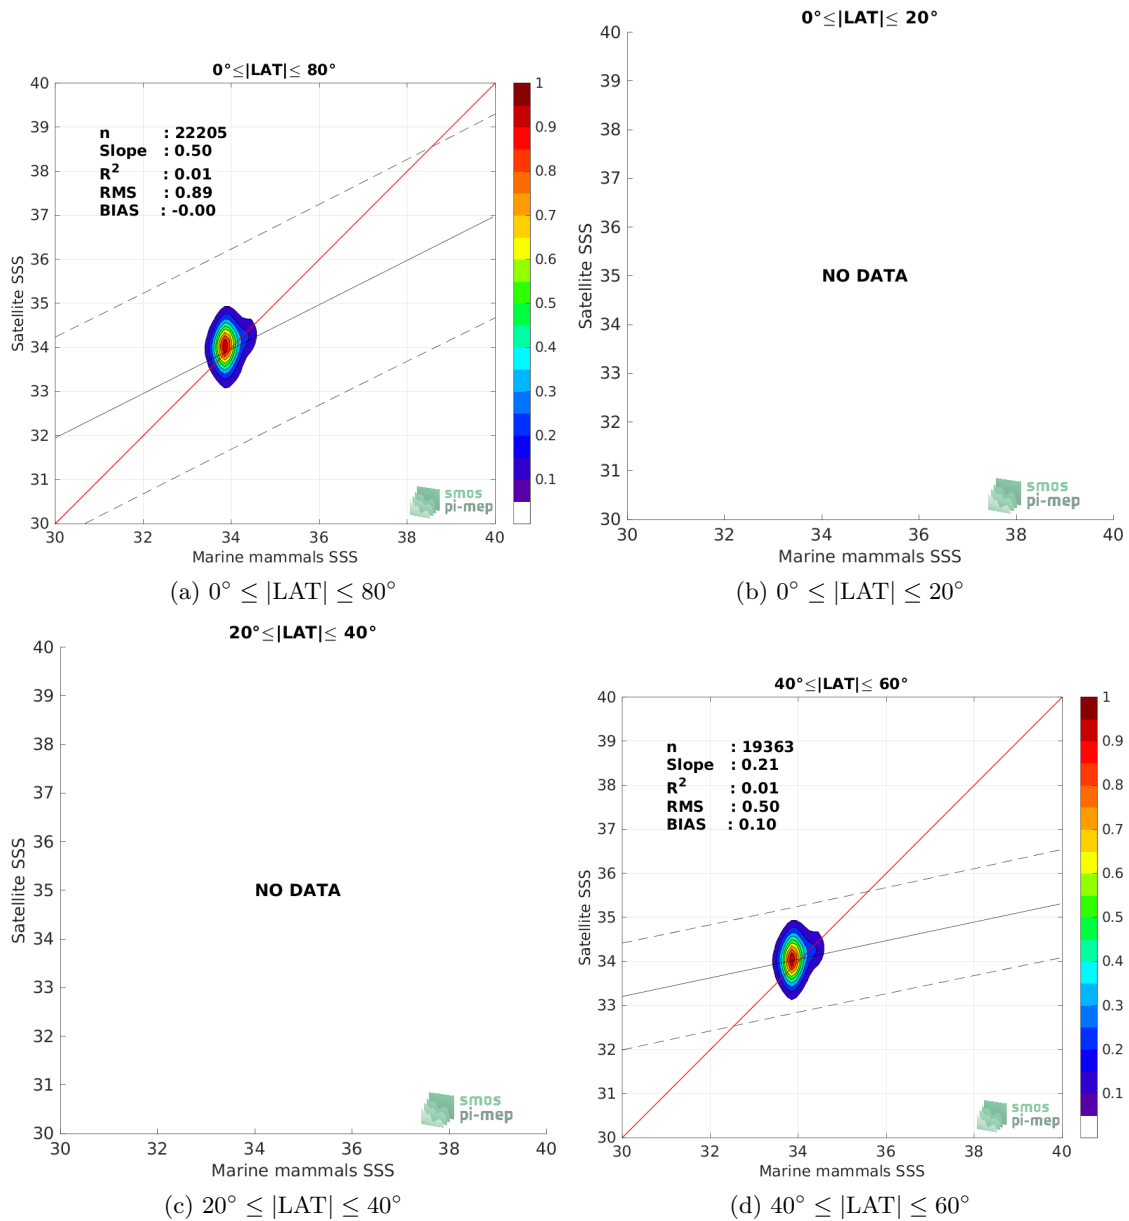 0°≤|LAT|≤ 80°
40
39
38
37
36
35
34
33
32
31
30
n : 22205
Slope : 0.50
R² : 0.01
RMS : 0.89
BIAS : -0.00
Satellite SSS
30 32 34 36 38 40
Marine mammals SSS
1
0.9
0.8
0.7
0.6
0.5
0.4
0.3
0.2
0.1
smos
pi-mep
(a) 0° ≤ |LAT| ≤ 80°
0°≤|LAT|≤ 20°
40
39
38
37
36
35
34
33
32
31
30
NO DATA
Satellite SSS
30 32 34 36 38 40
Marine mammals SSS
smos
pi-mep
(b) 0° ≤ |LAT| ≤ 20°
20°≤|LAT|≤ 40°
40
39
38
37
36
35
34
33
32
31
30
NO DATA
Satellite SSS
30 32 34 36 38 40
Marine mammals SSS
smos
pi-mep
(c) 20° ≤ |LAT| ≤ 40°
40°≤|LAT|≤ 60°
40
39
38
37
36
35
34
33
32
31
30
n : 19363
Slope : 0.21
R² : 0.01
RMS : 0.50
BIAS : 0.10
Satellite SSS
30 32 34 36 38 40
Marine mammals SSS
1
0.9
0.8
0.7
0.6
0.5
0.4
0.3
0.2
0.1
smos
pi-mep
(d) 40° ≤ |LAT| ≤ 60°